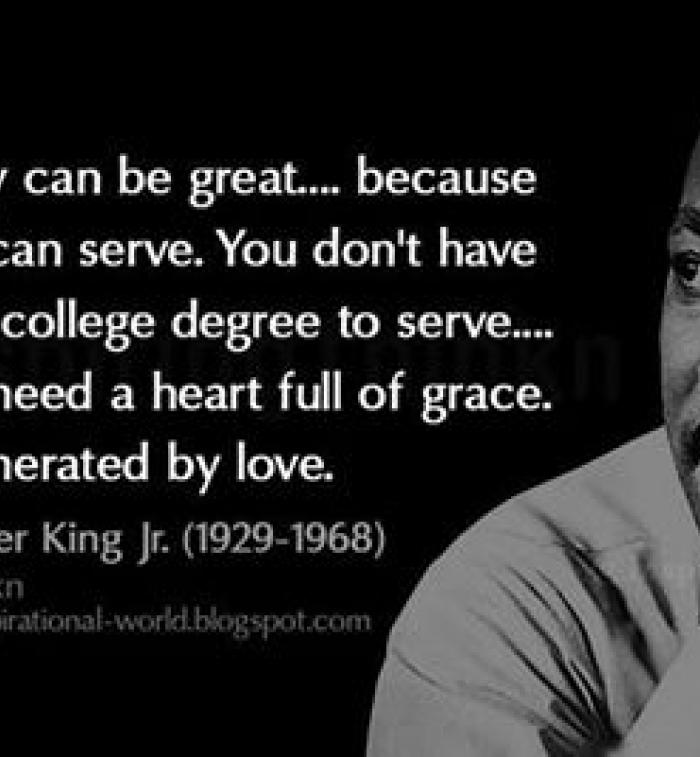 can be great.... because
can serve. You don't have
college degree to serve....
need a heart full of grace.
nerated by love.
er King Jr. (1929-1968)
kn
irational-world.blogspot.com